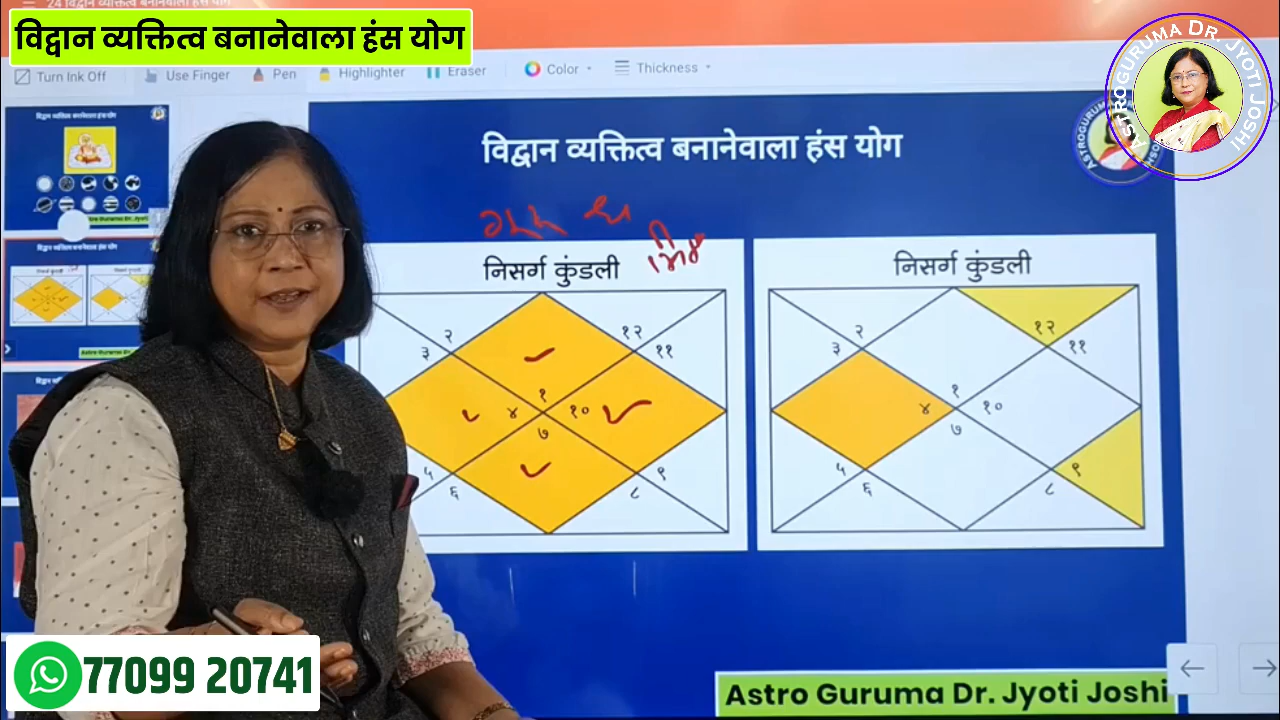 विद्वान व्यक्तित्व बनानेवाला हंस योग
Turn Ink Off
Use Finger
Pen
Highlighter
Eraser
Color
Thickness
ASTROGURUMA DR. JYOTI JOSHI
विद्वान व्यक्तित्व बनानेवाला हंस योग
निसर्ग कुंडली
२
१२
३
११
१
४
१०
७
५
९
६
८
निसर्ग कुंडली
२
१२
३
११
१
४
१०
७
५
९
६
८
77099 20741
Astro Guruma Dr. Jyoti Joshi